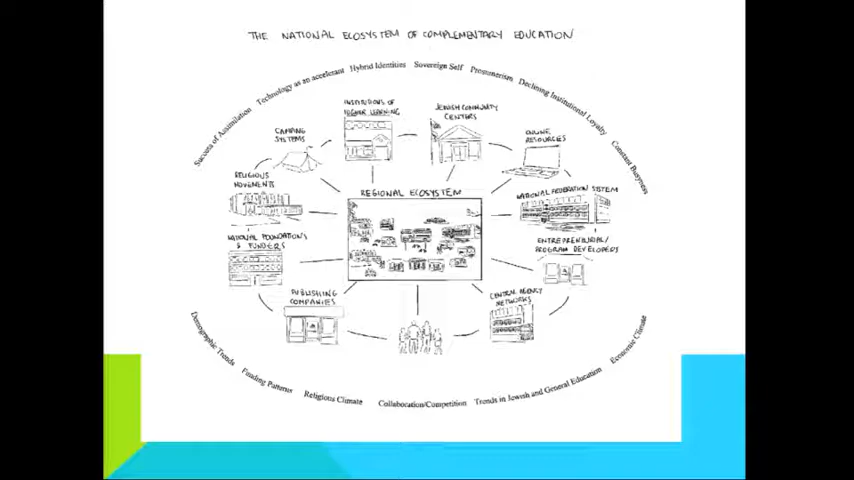 THE NATIONAL ECOSYSTEM OF COMPLEMENTARY EDUCATION
Success of Assimilation
Technology as an accelerant
Hybrid Identities
Sovereign Self
Prosumerism
Declining Institutional Loyalty
Constant Busyness
INSTITUTIONS OF
HIGHER LEARNING
JEWISH COMMUNITY
CENTERS
CAMPING
SYSTEMS
ONLINE
RESOURCES
RELIGIOUS
MOVEMENTS
REGIONAL ECOSYSTEM
NATIONAL FEDERATION SYSTEM
NATIONAL FOUNDATIONS
& FUNDERS
ENTREPRENEURIAL/
PROGRAM DEVELOPERS
PUBLISHING
COMPANIES
CENTRAL AGENCY
NETWORKS
Demographic Trends
Funding Patterns
Religious Climate
Collaboration/Competition
Trends in Jewish and General Education
Economic Climate